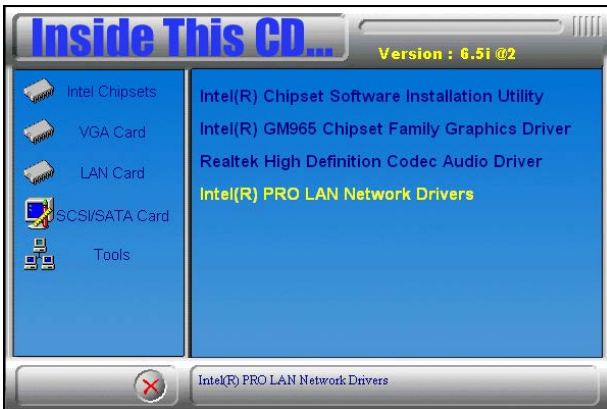 Inside This CD...
Version : 6.5i @2
Intel Chipsets
VGA Card
LAN Card
SCSI/SATA Card
Tools
Intel(R) Chipset Software Installation Utility
Intel(R) GM965 Chipset Family Graphics Driver
Realtek High Definition Codec Audio Driver
Intel(R) PRO LAN Network Drivers
Intel(R) PRO LAN Network Drivers